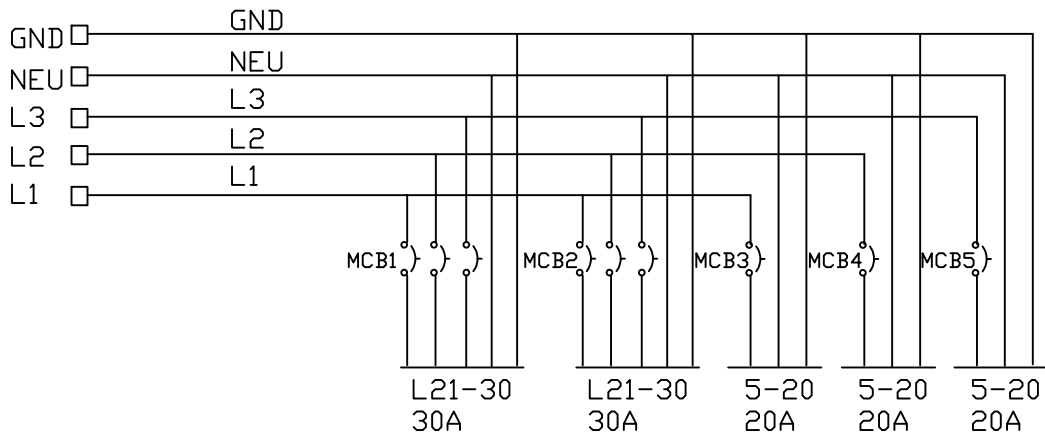 GND
GND
NEU
NEU
L3
L3
L2
L2
L1
L1
MCB1
MCB2
MCB3
MCB4
MCB5
L21-30
30A
L21-30
30A
5-20
20A
5-20
20A
5-20
20A